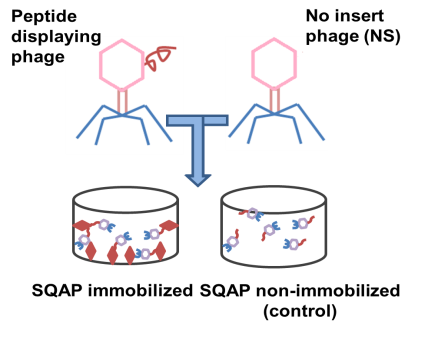 Peptide
displaying
phage
No insert
phage (NS)
SQAP immobilized
SQAP non-immobilized
(control)